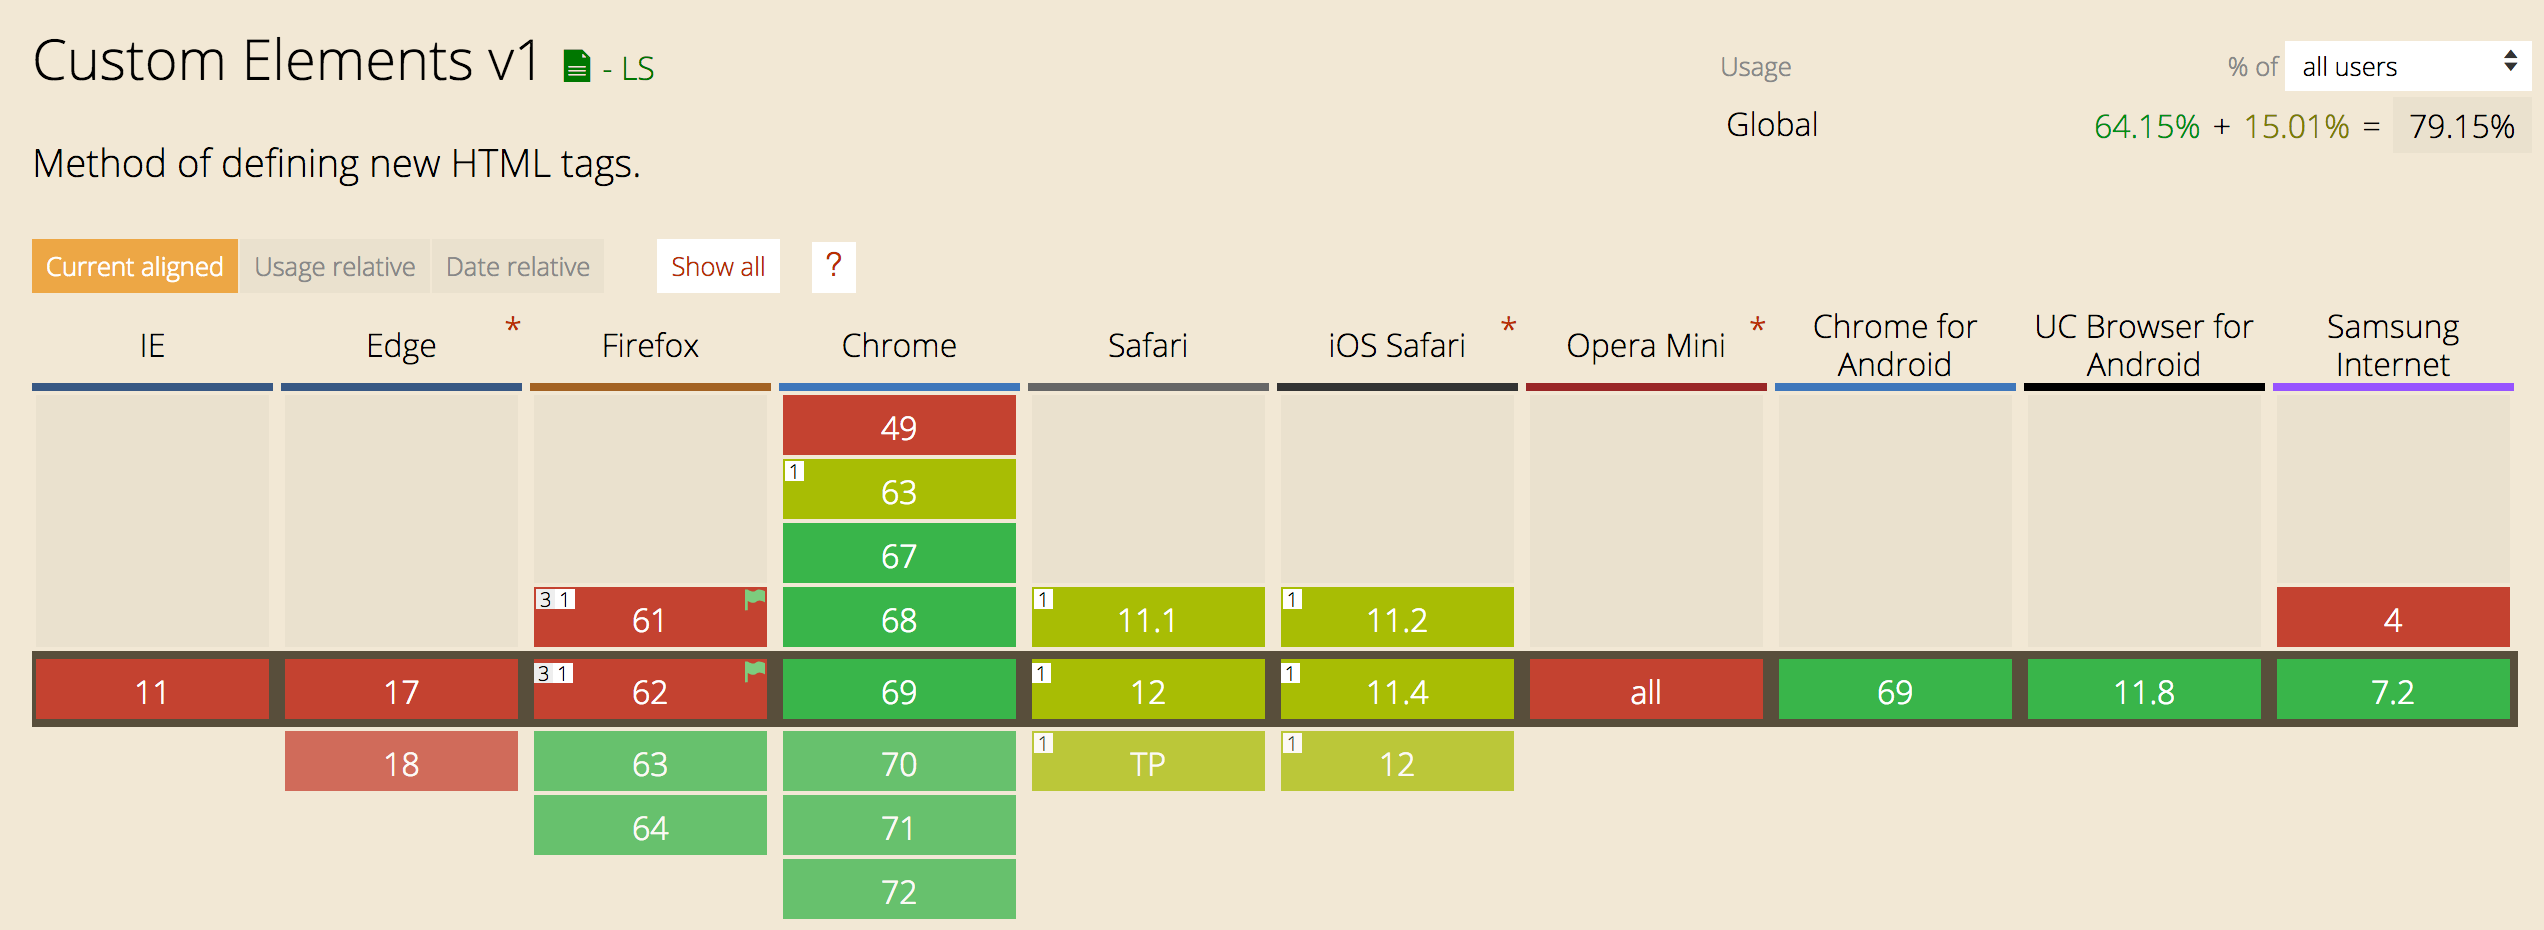 Custom Elements v1 - LS
Usage % of all users
Global 64.15% + 15.01% = 79.15%
Method of defining new HTML tags.
Current aligned Usage relative Date relative Show all ?
IE Edge * Firefox Chrome Safari iOS Safari * Opera Mini * Chrome for Android UC Browser for Android Samsung Internet
49
1 63
67
3 1 61 68 1 11.1 1 11.2 4
11 17 3 1 62 69 1 12 1 11.4 all 69 11.8 7.2
18 63 70 1 TP 1 12
64 71
72